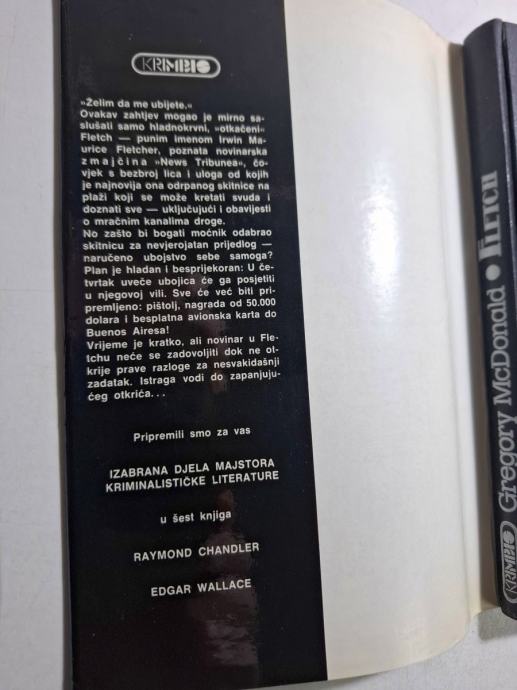 KRIMBIS
»Želim da me ubijete.«
Ovakav zahtjev mogao je mirno sa-
slušati samo hladnokrvni, »otkačeni«
Fletch — punim imenom Irwin Ma-
urice Fletcher, poznata novinarska
zmajčina »News Tribunea«, čo-
vjek s bezbroj lica i uloga od kojih
je najnovija ona odrpanog skitnice na
plaži koji se može kretati svuda i
doznati sve — uključujući i obavijesti
o mračnim kanalima droge.
No zašto bi bogati moćnik odabrao
skitnicu za nevjerojatan prijedlog —
naručeno ubojstvo sebe samoga?
Plan je hladan i besprijekoran: U če-
tvrtak uveče ubojica će ga posjetiti
u njegovoj vili. Sve će već biti pri-
premljeno: pištolj, nagrada od 50.000
dolara i besplatna avionska karta do
Buenos Airesa!
Vrijeme je kratko, ali novinar u Fle-
tchu neće se zadovoljiti dok ne ot-
krije prave razloge za nesvakidašnji
zadatak. Istraga vodi do zapanjuju-
ćeg otkrića...
Pripremili smo za vas
IZABRANA DJELA MAJSTORA
KRIMINALISTIČKE LITERATURE
u šest knjiga
RAYMOND CHANDLER
EDGAR WALLACE
KRIMBIS Gregory McDonald • FLETCH